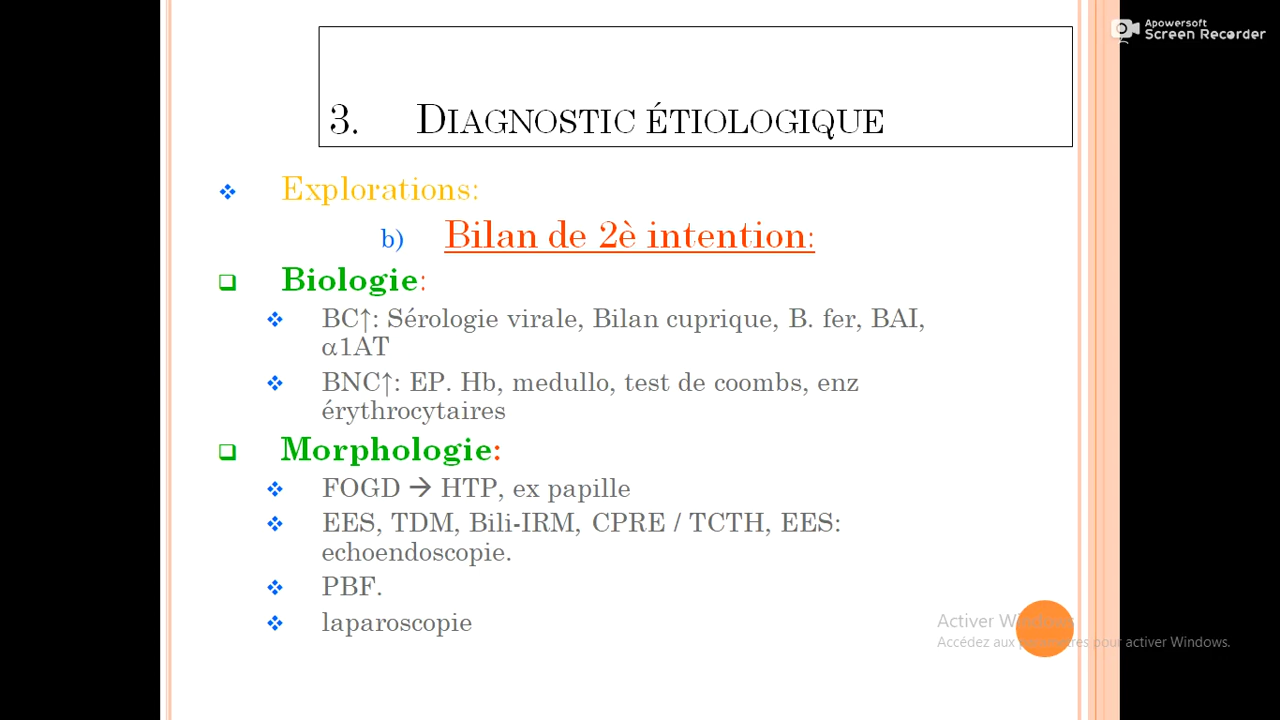 Apowersoft
Screen Recorder
3. DIAGNOSTIC ÉTIOLOGIQUE
Explorations:
b) Bilan de 2è intention:
Biologie:
BC↑: Sérologie virale, Bilan cuprique, B. fer, BAI,
α1AT
BNC↑: EP. Hb, medullo, test de coombs, enz
érythrocytaires
Morphologie:
FOGD → HTP, ex papille
EES, TDM, Bili-IRM, CPRE / TCTH, EES:
echoendoscopie.
PBF.
laparoscopie
Activer Windows
Accédez aux paramètres pour activer Windows.